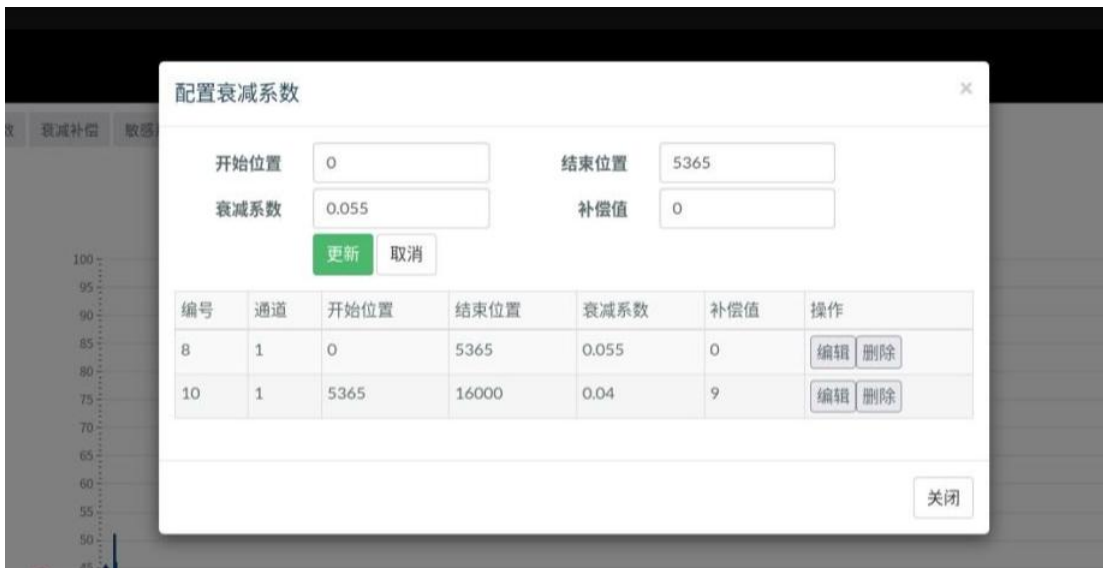 配置衰减系数 ×
衰减补偿
开始位置 0 结束位置 5365
衰减系数 0.055 补偿值 0
更新 取消
编号 通道 开始位置 结束位置 衰减系数 补偿值 操作
8 1 0 5365 0.055 0 编辑 删除
10 1 5365 16000 0.04 9 编辑 删除
关闭
100
95
90
85
80
75
70
65
60
55
50